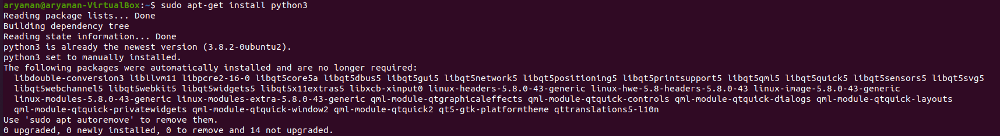 aryaman@aryaman-VirtualBox:~$ sudo apt-get install python3
Reading package lists... Done
Building dependency tree
Reading state information... Done
python3 is already the newest version (3.8.2-0ubuntu2).
python3 set to manually installed.
The following packages were automatically installed and are no longer required:
  libdouble-conversion3 libllvm11 libpcre2-16-0 libqt5core5a libqt5dbus5 libqt5gui5 libqt5network5 libqt5positioning5 libqt5printsupport5 libqt5qml5 libqt5quick5 libqt5sensors5 libqt5svg5
  libqt5webchannel5 libqt5webkit5 libqt5widgets5 libqt5x11extras5 libxcb-xinput0 linux-headers-5.8.0-43-generic linux-hwe-5.8-headers-5.8.0-43 linux-image-5.8.0-43-generic
  linux-modules-5.8.0-43-generic linux-modules-extra-5.8.0-43-generic qml-module-qtgraphicaleffects qml-module-qtquick-controls qml-module-qtquick-dialogs qml-module-qtquick-layouts
  qml-module-qtquick-privatewidgets qml-module-qtquick-window2 qml-module-qtquick2 qt5-gtk-platformtheme qttranslations5-l10n
Use 'sudo apt autoremove' to remove them.
0 upgraded, 0 newly installed, 0 to remove and 14 not upgraded.